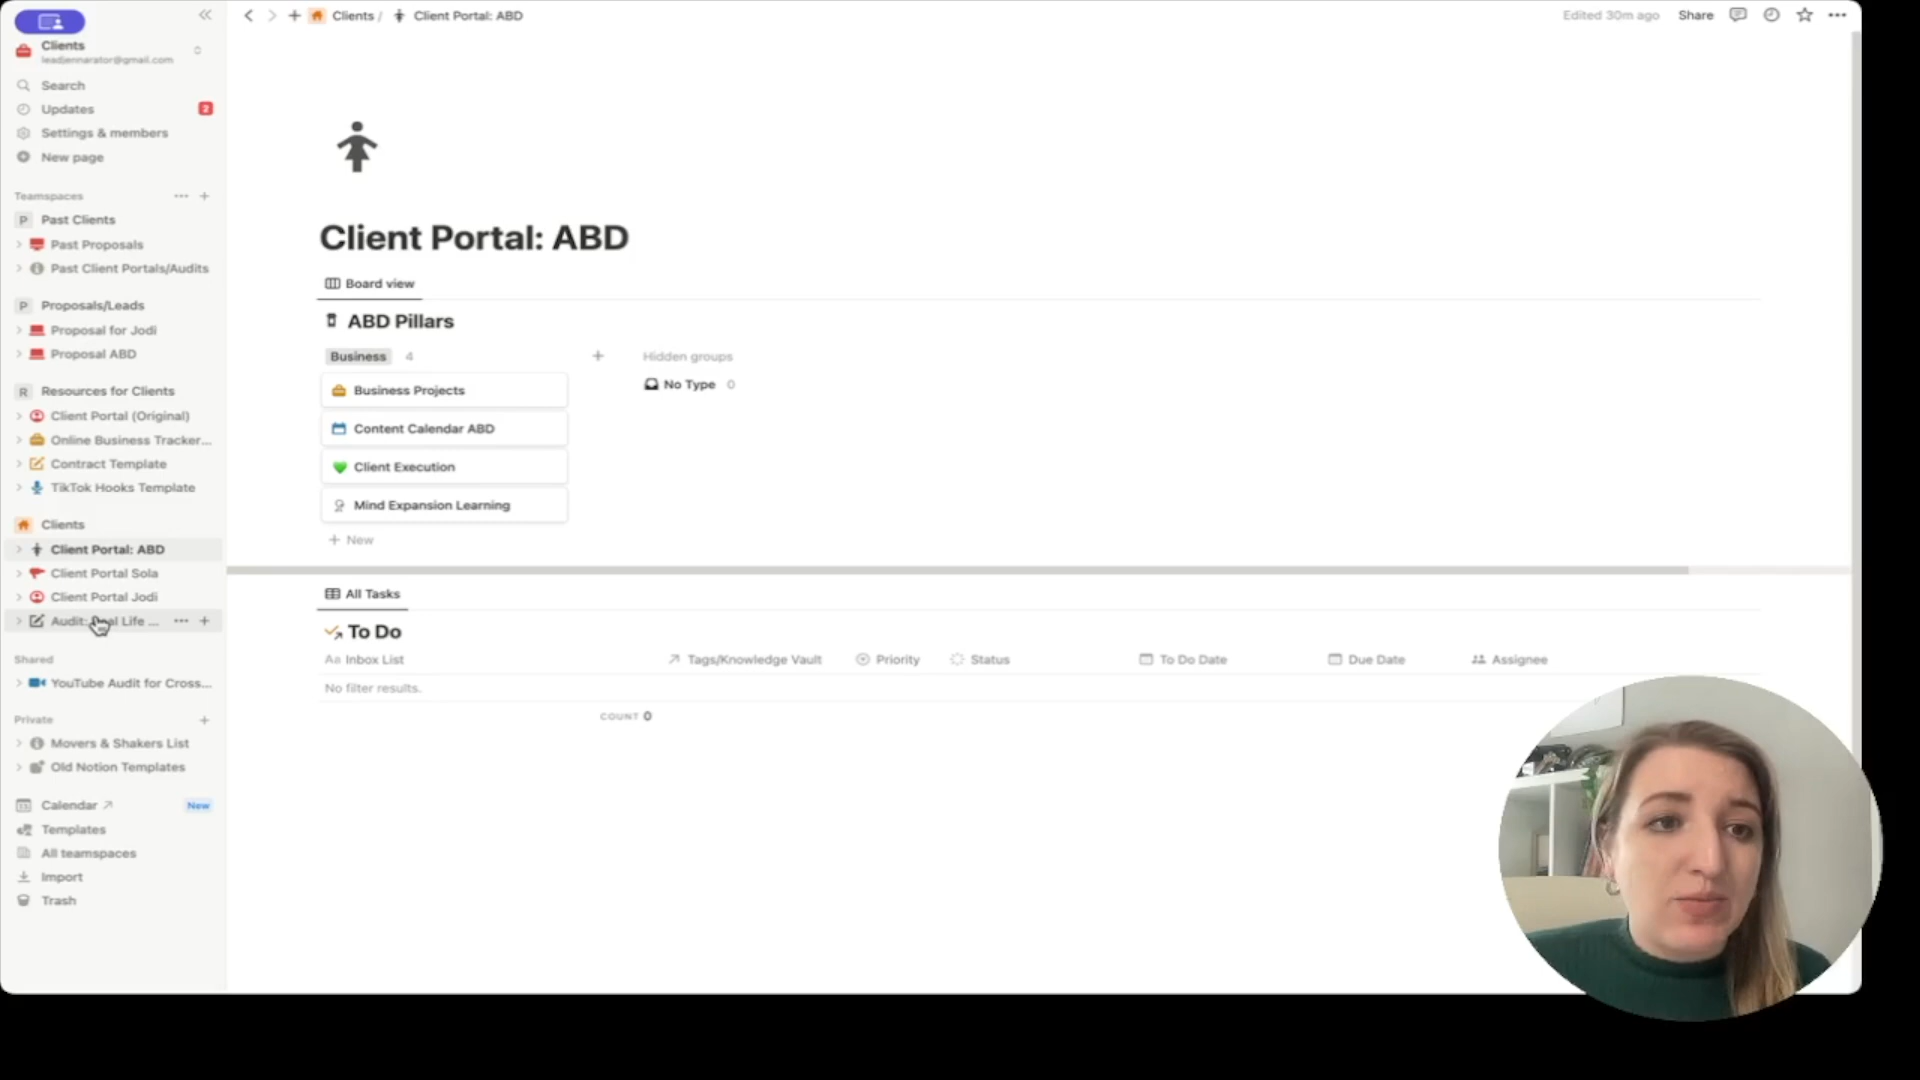 Clients
leadjennarator@gmail.com
Search
Updates 2
Settings & members
New page
Teamspaces
P Past Clients
Past Proposals
Past Client Portals/Audits
P Proposals/Leads
Proposal for Jodi
Proposal ABD
R Resources for Clients
Client Portal (Original)
Online Business Tracker...
Contract Template
TikTok Hooks Template
Clients
Client Portal: ABD
Client Portal Sola
Client Portal Jodi
Audit: Life ...
Shared
YouTube Audit for Cross...
Private
Movers & Shakers List
Old Notion Templates
Calendar New
Templates
All teamspaces
Import
Trash
Clients / Client Portal: ABD
Edited 30m ago Share
Client Portal: ABD
Board view
ABD Pillars
Business 4
Hidden groups
No Type 0
Business Projects
Content Calendar ABD
Client Execution
Mind Expansion Learning
+ New
All Tasks
To Do
Aa Inbox List Tags/Knowledge Vault Priority Status To Do Date Due Date Assignee
No filter results.
COUNT 0